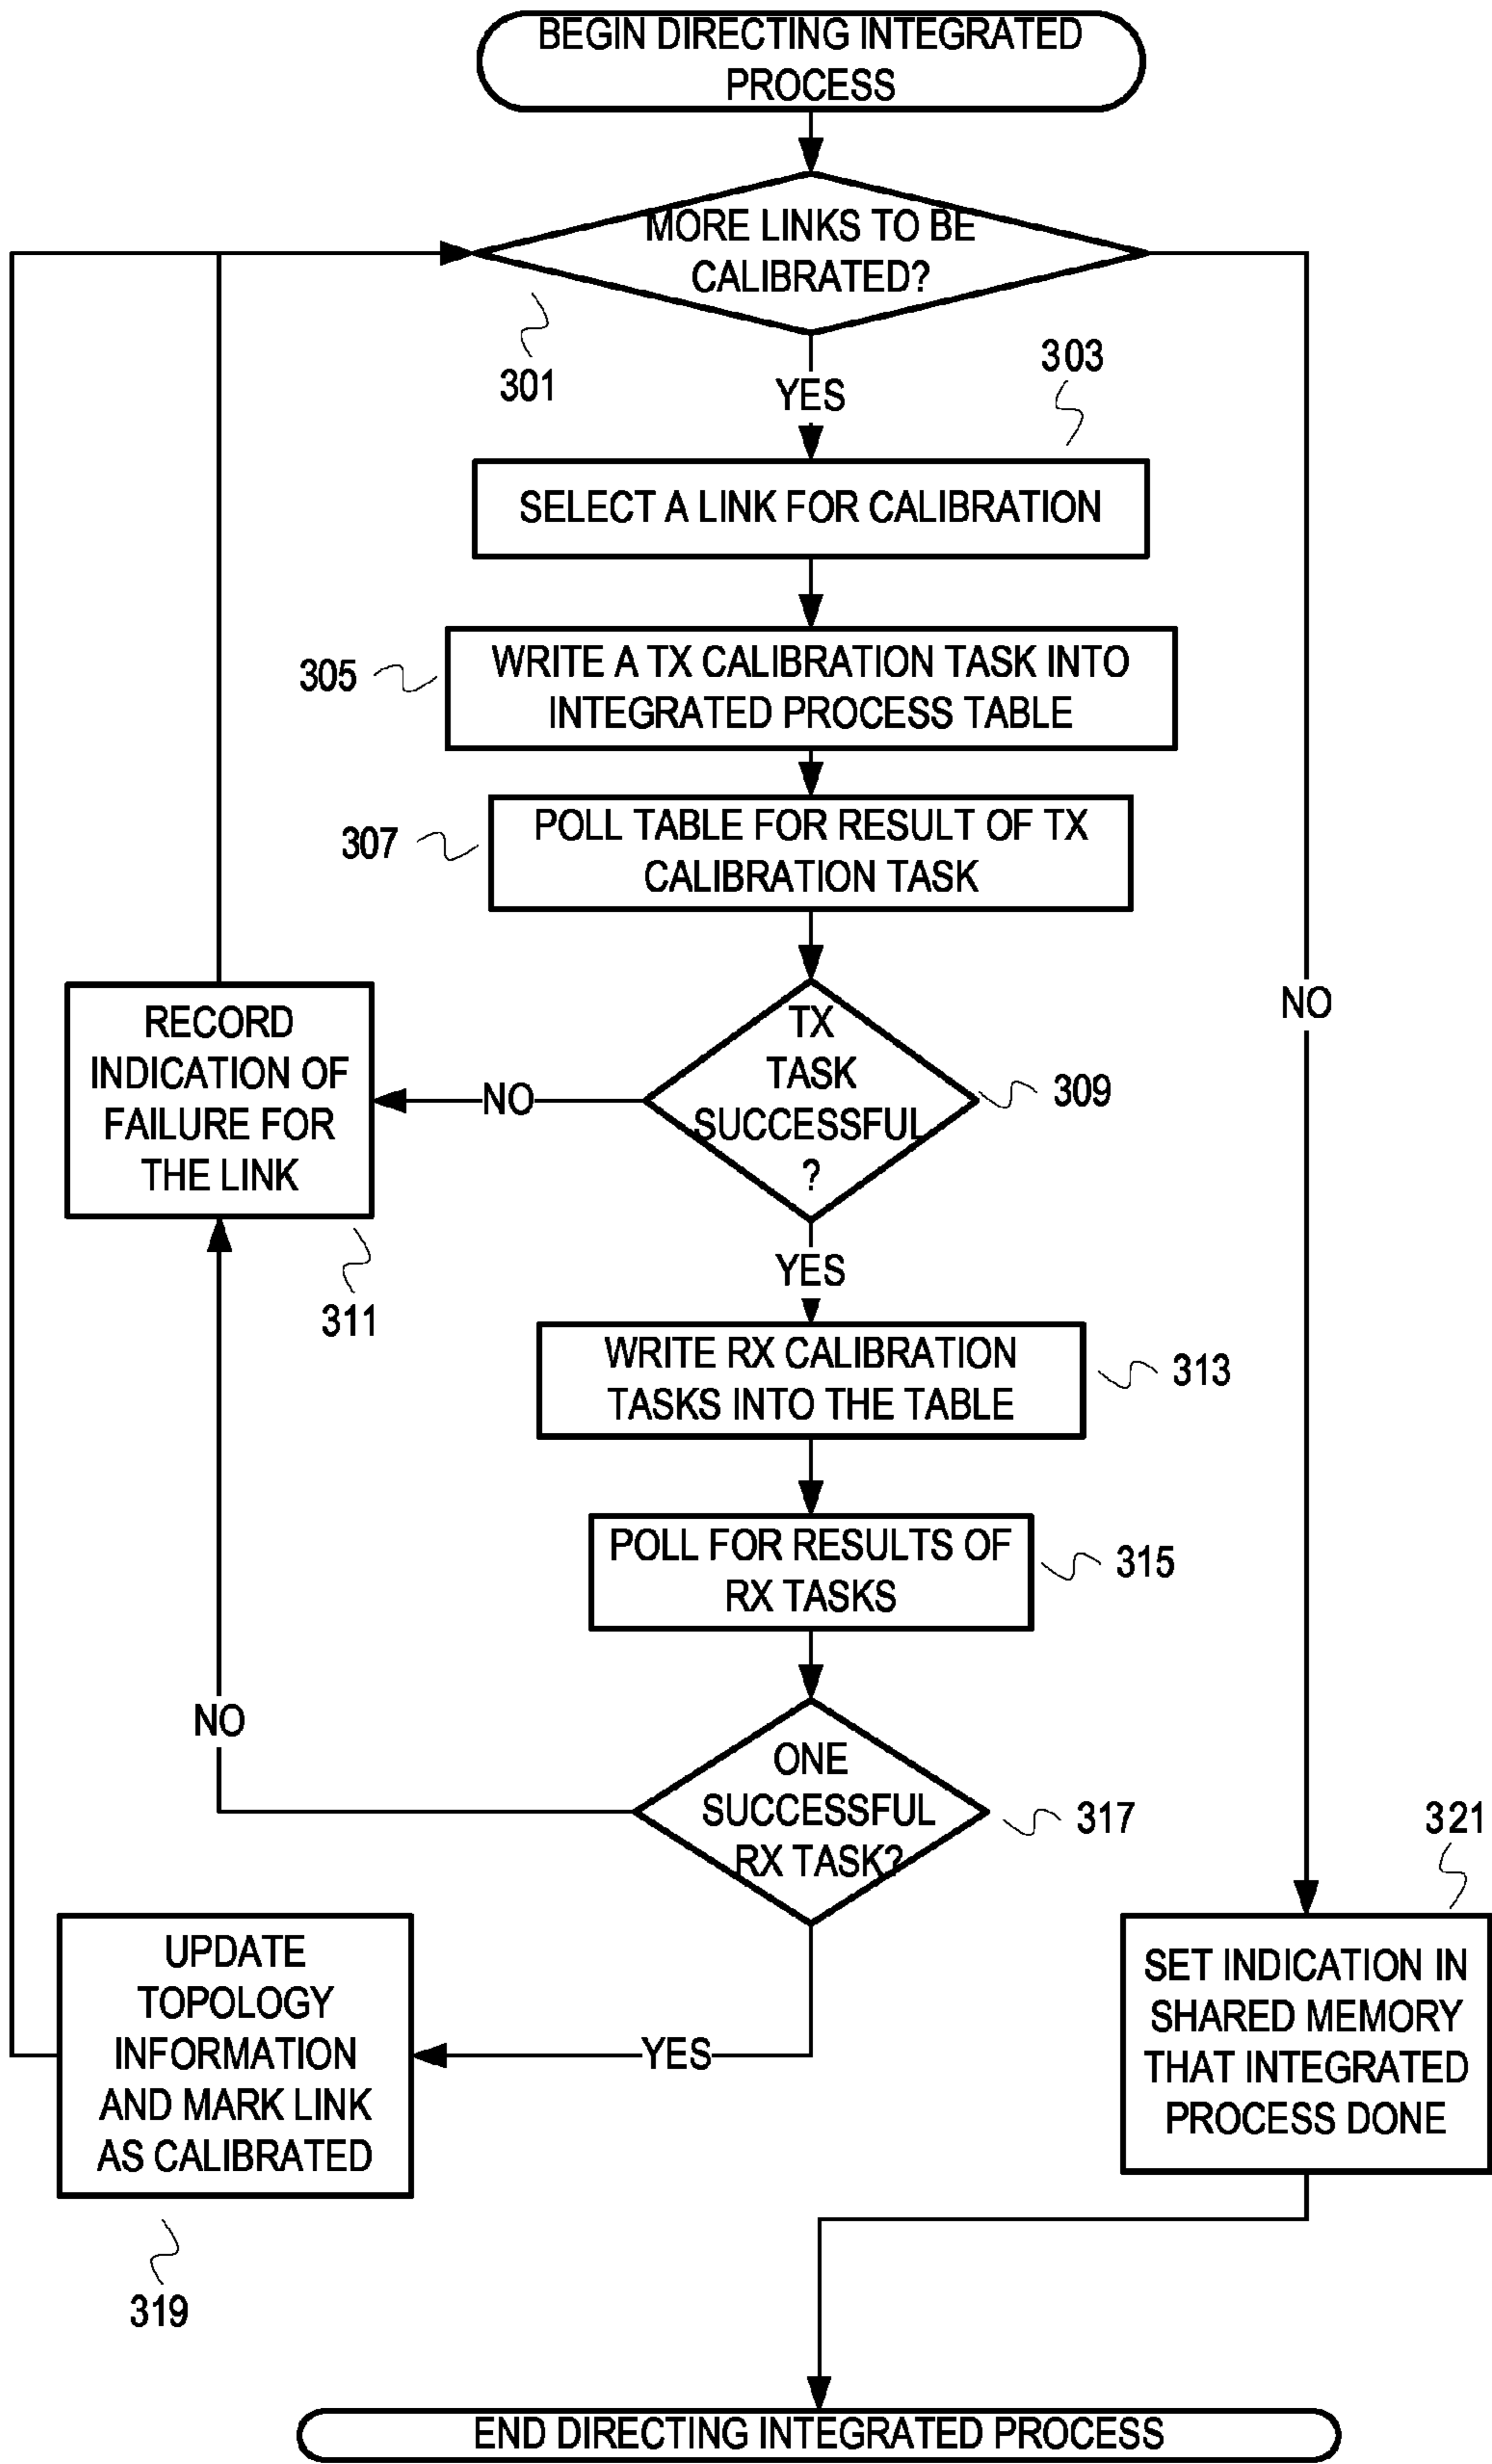 BEGIN DIRECTING INTEGRATED
PROCESS
MORE LINKS TO BE
CALIBRATED?
301
YES
303
SELECT A LINK FOR CALIBRATION
305
WRITE A TX CALIBRATION TASK INTO
INTEGRATED PROCESS TABLE
307
POLL TABLE FOR RESULT OF TX
CALIBRATION TASK
NO
RECORD
INDICATION OF
FAILURE FOR
THE LINK
311
NO
TX
TASK
SUCCESSFUL
?
309
YES
WRITE RX CALIBRATION
TASKS INTO THE TABLE
313
POLL FOR RESULTS OF
RX TASKS
315
NO
ONE
SUCCESSFUL
RX TASK?
317
321
YES
UPDATE
TOPOLOGY
INFORMATION
AND MARK LINK
AS CALIBRATED
319
SET INDICATION IN
SHARED MEMORY
THAT INTEGRATED
PROCESS DONE
END DIRECTING INTEGRATED PROCESS